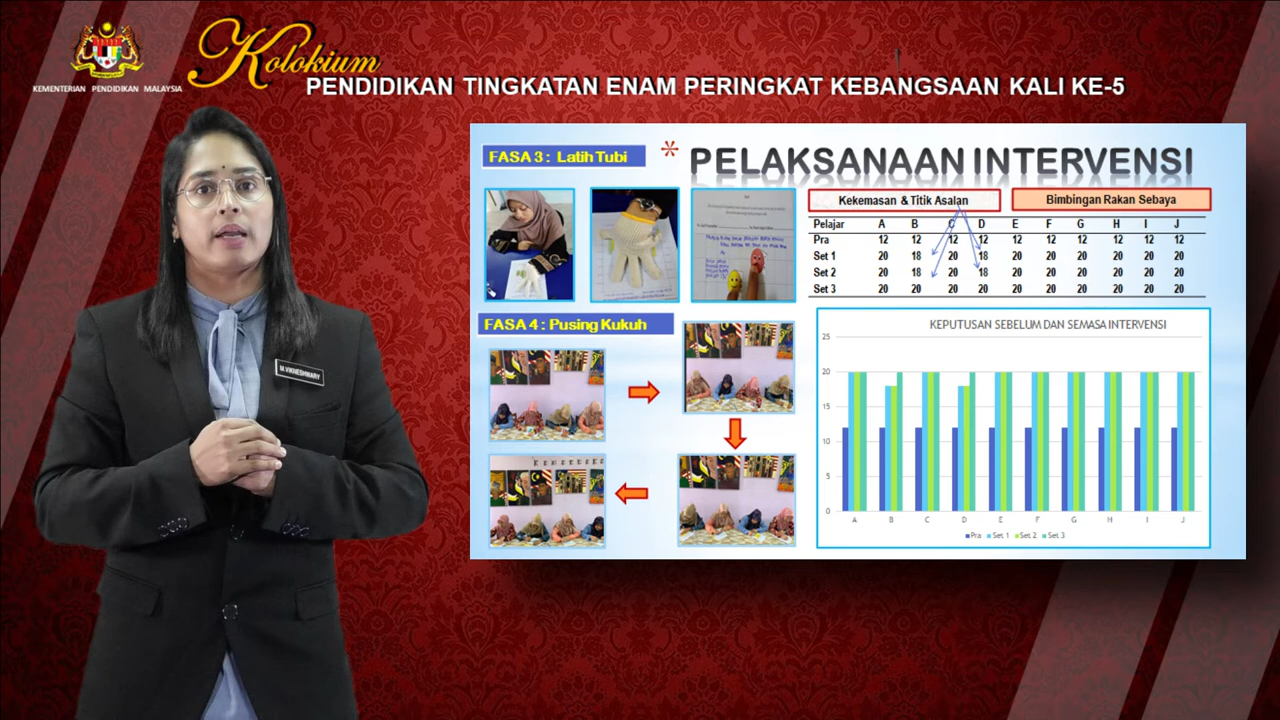 KEMENTERIAN PENDIDIKAN MALAYSIA
Kolokium
PENDIDIKAN TINGKATAN ENAM PERINGKAT KEBANGSAAN KALI KE-5
M.VIKNESHWARY
FASA 3 : Latih Tubi
* PELAKSANAAN INTERVENSI
Kekemasan & Titik Asalan
Bimbingan Rakan Sebaya
Pelajar A B C D E F G H I J
Pra 12 12 12 12 12 12 12 12 12 12
Set 1 20 18 20 18 20 20 20 20 20 20
Set 2 20 18 20 18 20 20 20 20 20 20
Set 3 20 20 20 20 20 20 20 20 20 20
FASA 4 : Pusing Kukuh
KEPUTUSAN SEBELUM DAN SEMASA INTERVENSI
25
20
15
10
5
0
A B C D E F G H I J
Pra Set 1 Set 2 Set 3